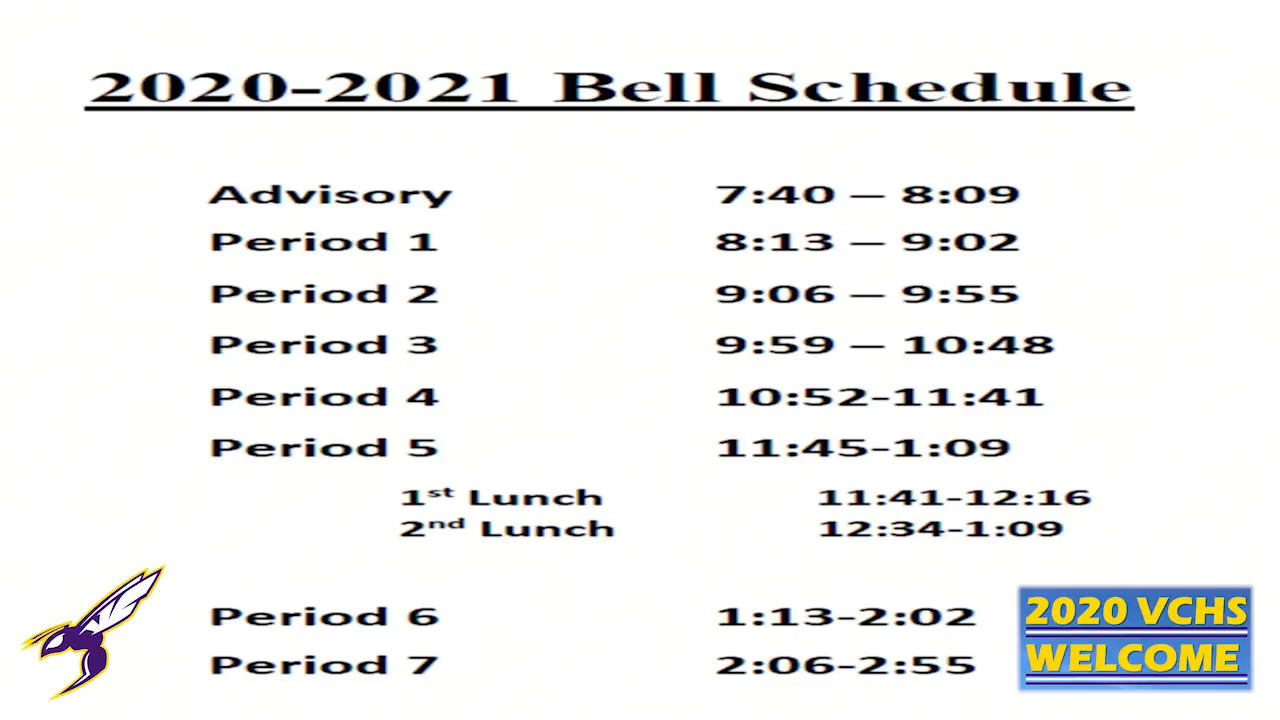 2020-2021 Bell Schedule
Advisory 7:40 – 8:09
Period 1 8:13 – 9:02
Period 2 9:06 – 9:55
Period 3 9:59 – 10:48
Period 4 10:52-11:41
Period 5 11:45-1:09
1st Lunch 11:41-12:16
2nd Lunch 12:34-1:09
Period 6 1:13-2:02
Period 7 2:06-2:55
2020 VCHS
WELCOME